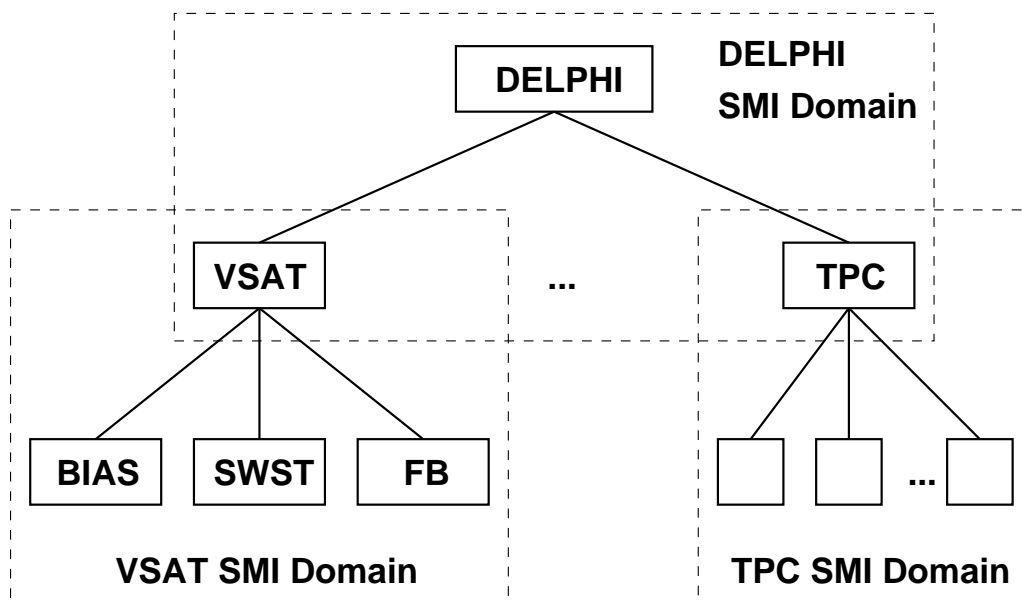 DELPHI
DELPHI
SMI Domain
VSAT
...
TPC
BIAS
SWST
FB
...
VSAT SMI Domain
TPC SMI Domain